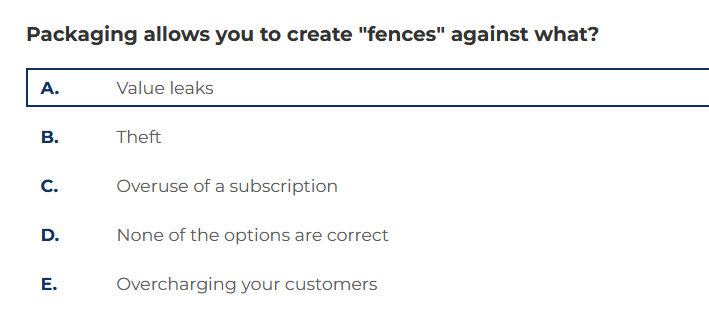 Packaging allows you to create "fences" against what?
A. Value leaks
B. Theft
C. Overuse of a subscription
D. None of the options are correct
E. Overcharging your customers